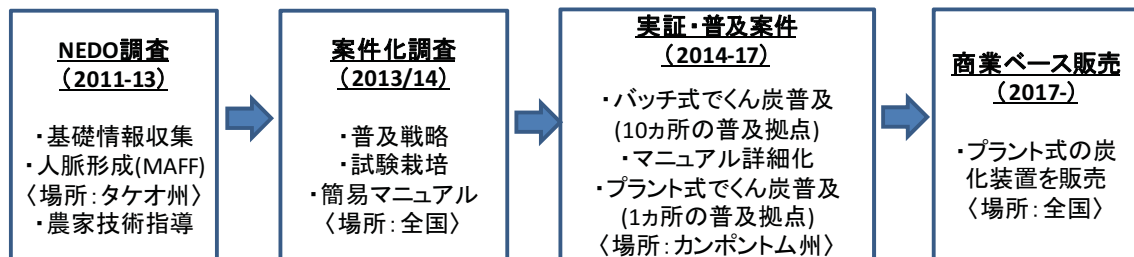 NEDO調査
（2011-13）
・基礎情報収集
・人脈形成(MAFF)
〈場所：タケオ州〉
・農家技術指導
案件化調査
（2013/14）
・普及戦略
・試験栽培
・簡易マニュアル
〈場所：全国〉
実証・普及案件
（2014-17）
・バッチ式でくん炭普及
(10ヵ所の普及拠点)
・マニュアル詳細化
・プラント式でくん炭普及
(1ヵ所の普及拠点)
〈場所：カンポントム州〉
商業ベース販売
（2017-）
・プラント式の炭
化装置を販売
〈場所：全国〉